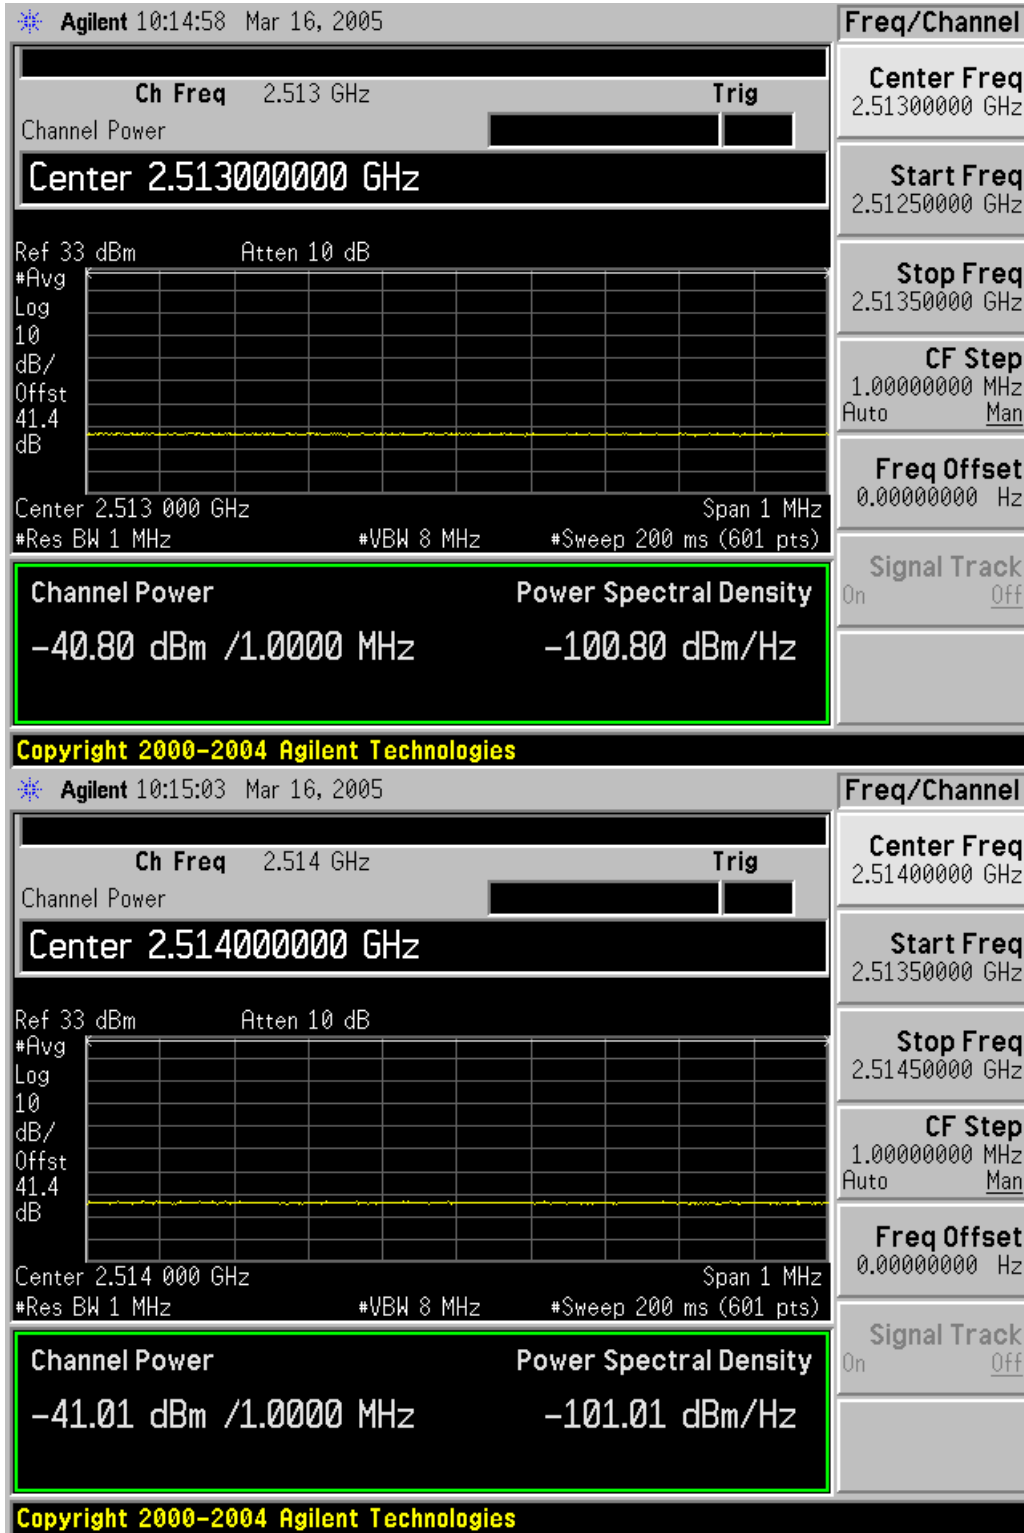 Agilent 10:14:58 Mar 16, 2005
Freq/Channel
Ch Freq 2.513 GHz Trig
Channel Power
Center 2.513000000 GHz
Ref 33 dBm Atten 10 dB
#Avg
Log
10
dB/
Offst
41.4
dB
Center 2.513 000 GHz Span 1 MHz
#Res BW 1 MHz #VBW 8 MHz #Sweep 200 ms (601 pts)
Channel Power Power Spectral Density
-40.80 dBm /1.0000 MHz -100.80 dBm/Hz
Center Freq
2.51300000 GHz
Start Freq
2.51250000 GHz
Stop Freq
2.51350000 GHz
CF Step
1.00000000 MHz
Auto Man
Freq Offset
0.00000000 Hz
Signal Track
On Off
Copyright 2000-2004 Agilent Technologies
Agilent 10:15:03 Mar 16, 2005
Freq/Channel
Ch Freq 2.514 GHz Trig
Channel Power
Center 2.514000000 GHz
Ref 33 dBm Atten 10 dB
#Avg
Log
10
dB/
Offst
41.4
dB
Center 2.514 000 GHz Span 1 MHz
#Res BW 1 MHz #VBW 8 MHz #Sweep 200 ms (601 pts)
Channel Power Power Spectral Density
-41.01 dBm /1.0000 MHz -101.01 dBm/Hz
Center Freq
2.51400000 GHz
Start Freq
2.51350000 GHz
Stop Freq
2.51450000 GHz
CF Step
1.00000000 MHz
Auto Man
Freq Offset
0.00000000 Hz
Signal Track
On Off
Copyright 2000-2004 Agilent Technologies